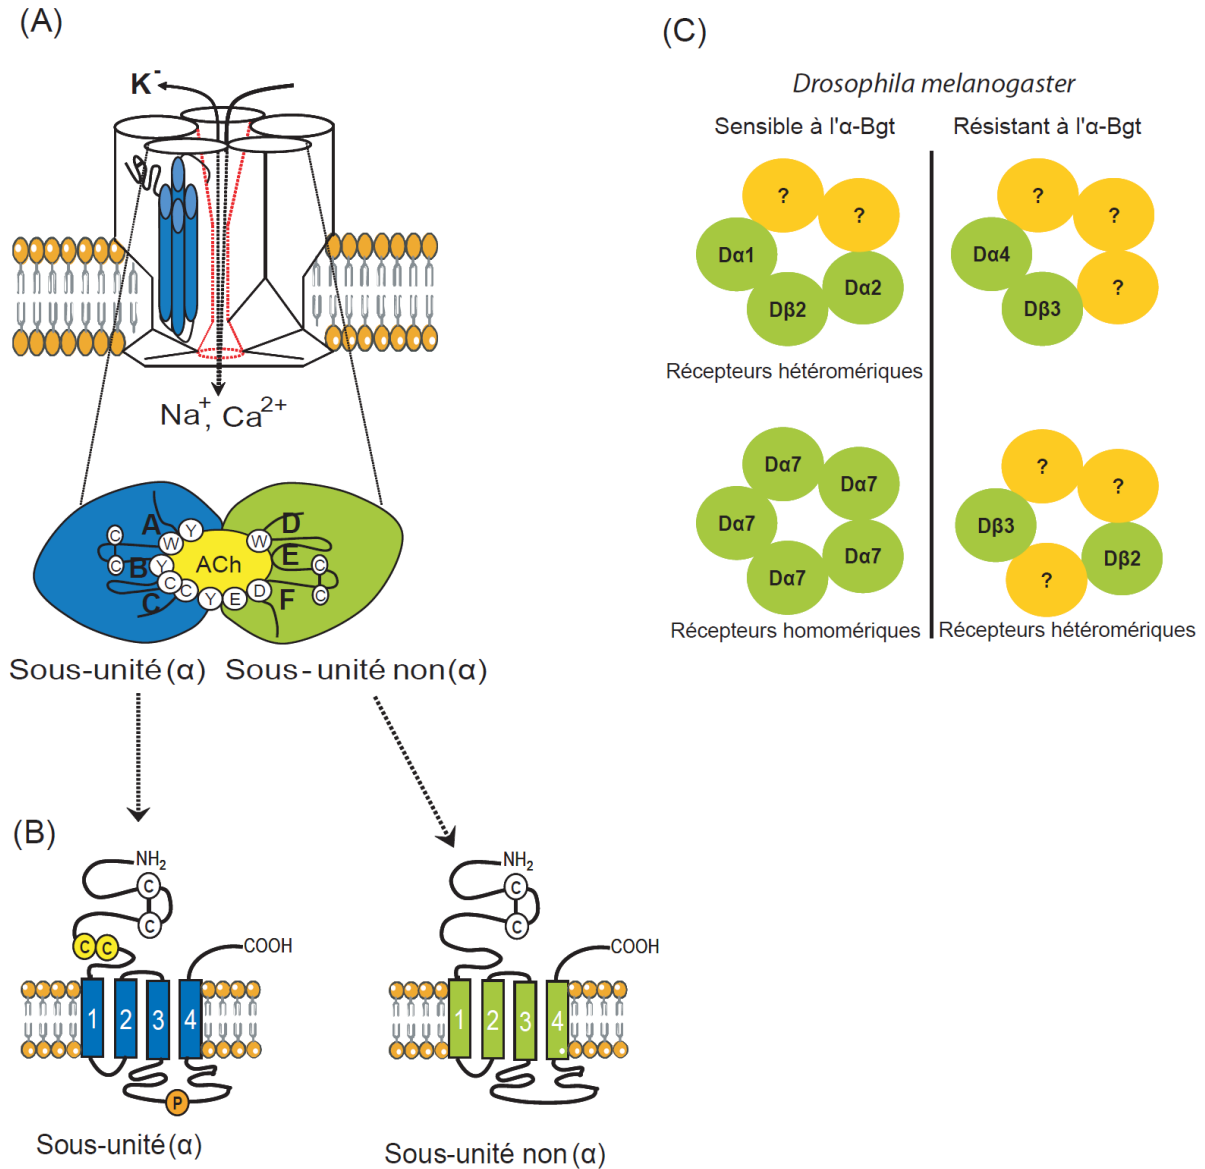 (A)
K-
Na+, Ca2+
A
Y
D
C
W
W
E
C
B
Y
ACh
C
C
C
C
Y
E
D
F
C
Sous-unité (α)
Sous-unité non (α)
(B)
NH2
C
C
C C
COOH
1 2 3 4
P
Sous-unité (α)
NH2
C
C
COOH
1 2 3 4
Sous-unité non (α)
(C)
Drosophila melanogaster
Sensible à l'α-Bgt
?
?
Dα1
Dα2
Dβ2
Récepteurs hétéromériques
Dα7
Dα7
Dα7
Dα7
Dα7
Récepteurs homomériques
Résistant à l'α-Bgt
?
?
Dα4
?
Dβ3
?
?
Dβ3
Dβ2
?
Récepteurs hétéromériques